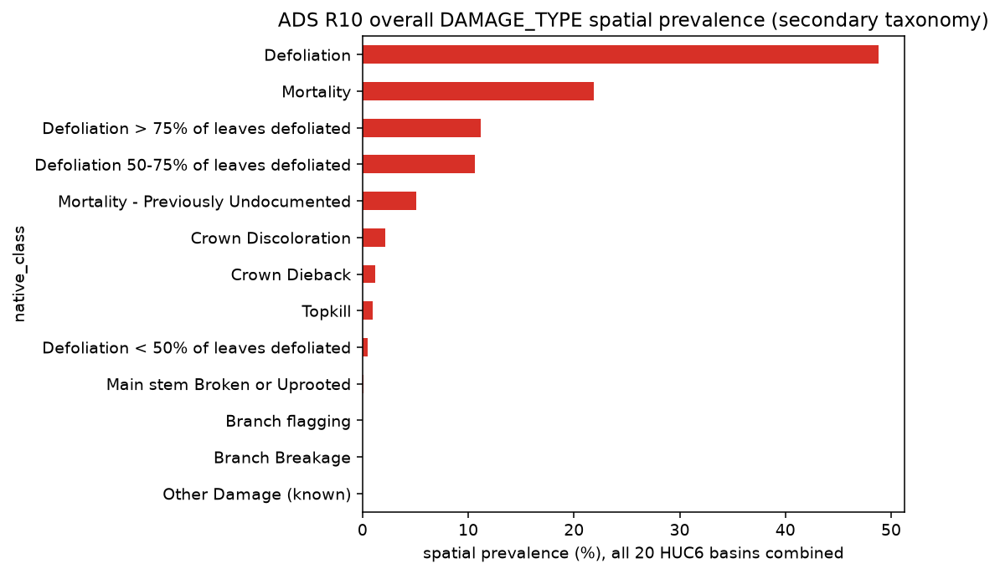 ADS R10 overall DAMAGE_TYPE spatial prevalence (secondary taxonomy)
native_class
Defoliation
Mortality
Defoliation > 75% of leaves defoliated
Defoliation 50-75% of leaves defoliated
Mortality - Previously Undocumented
Crown Discoloration
Crown Dieback
Topkill
Defoliation < 50% of leaves defoliated
Main stem Broken or Uprooted
Branch flagging
Branch Breakage
Other Damage (known)
0 10 20 30 40 50
spatial prevalence (%), all 20 HUC6 basins combined